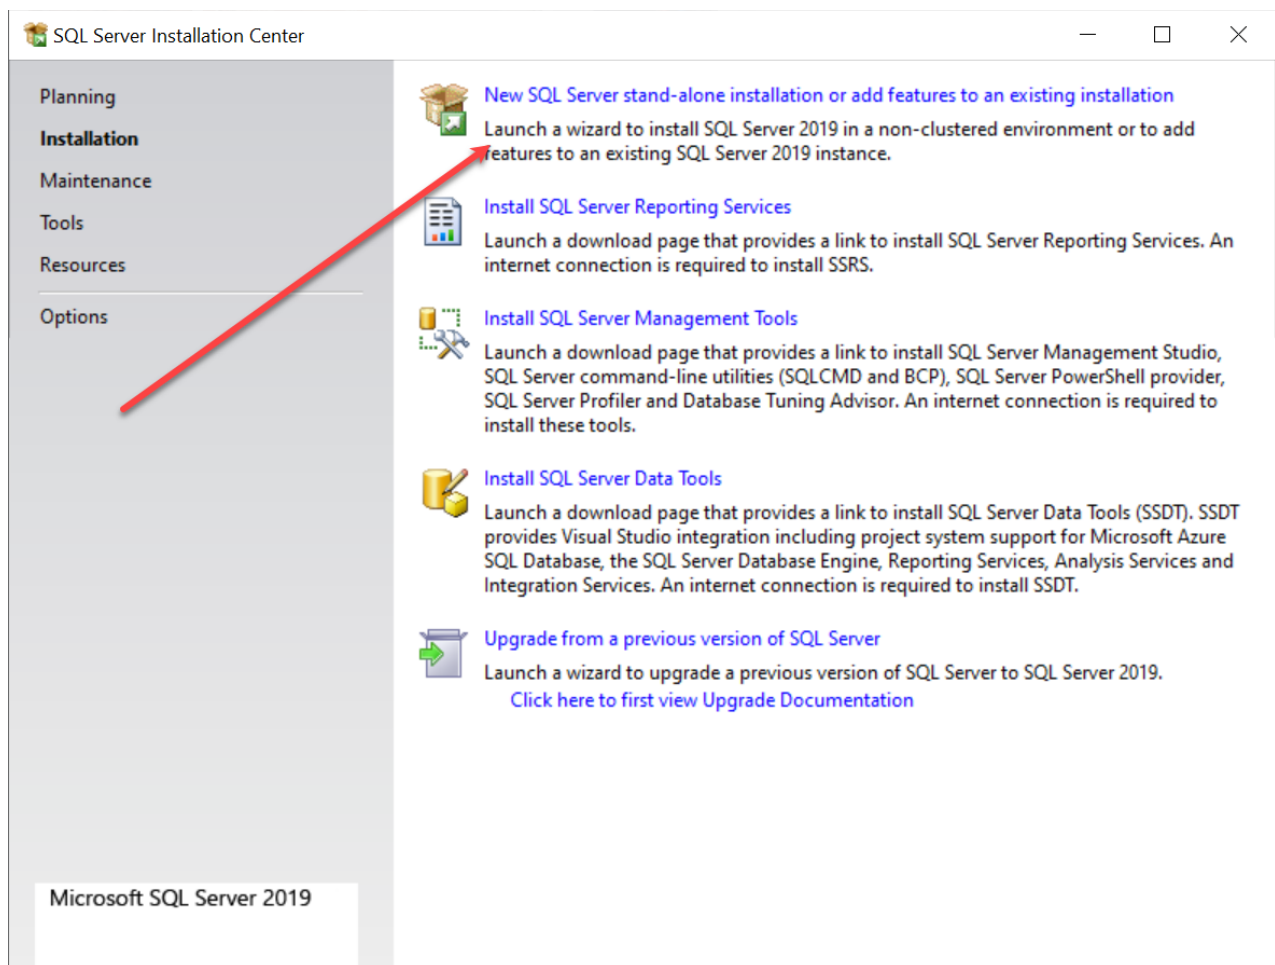 SQL Server Installation Center
Planning
Installation
Maintenance
Tools
Resources
Options
Microsoft SQL Server 2019
New SQL Server stand-alone installation or add features to an existing installation
Launch a wizard to install SQL Server 2019 in a non-clustered environment or to add
features to an existing SQL Server 2019 instance.
Install SQL Server Reporting Services
Launch a download page that provides a link to install SQL Server Reporting Services. An
internet connection is required to install SSRS.
Install SQL Server Management Tools
Launch a download page that provides a link to install SQL Server Management Studio,
SQL Server command-line utilities (SQLCMD and BCP), SQL Server PowerShell provider,
SQL Server Profiler and Database Tuning Advisor. An internet connection is required to
install these tools.
Install SQL Server Data Tools
Launch a download page that provides a link to install SQL Server Data Tools (SSDT). SSDT
provides Visual Studio integration including project system support for Microsoft Azure
SQL Database, the SQL Server Database Engine, Reporting Services, Analysis Services and
Integration Services. An internet connection is required to install SSDT.
Upgrade from a previous version of SQL Server
Launch a wizard to upgrade a previous version of SQL Server to SQL Server 2019.
Click here to first view Upgrade Documentation